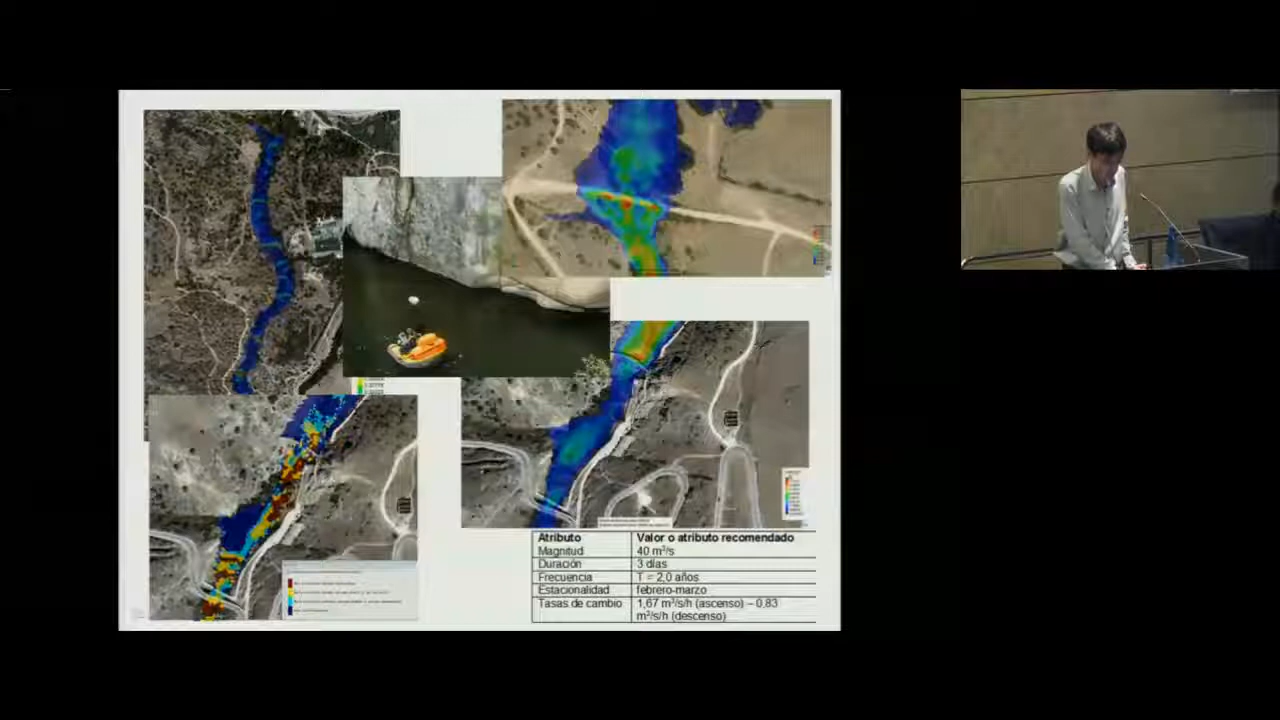 Atributo Valor o atributo recomendado
Magnitud 40 m³/s
Duración 3 días
Frecuencia T = 2,0 años
Estacionalidad febrero-marzo
Tasas de cambio 1,67 m³/s/h (ascenso) – 0,83
m³/s/h (descenso)